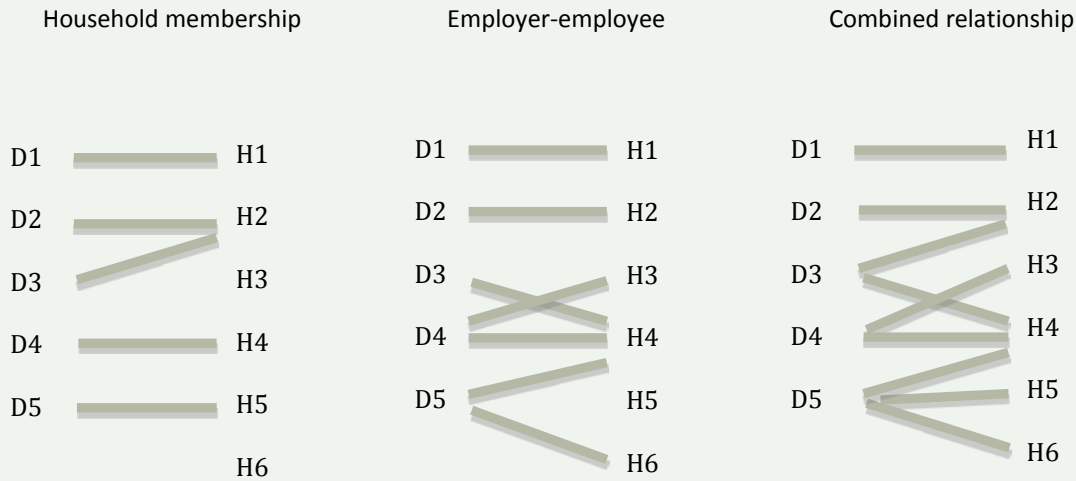 Household membership
Employer-employee
Combined relationship
D1
H1
D2
H2
D3
H3
D4
H4
D5
H5
H6
D1
H1
D2
H2
D3
H3
D4
H4
D5
H5
H6
D1
H1
D2
H2
D3
H3
D4
H4
D5
H5
H6